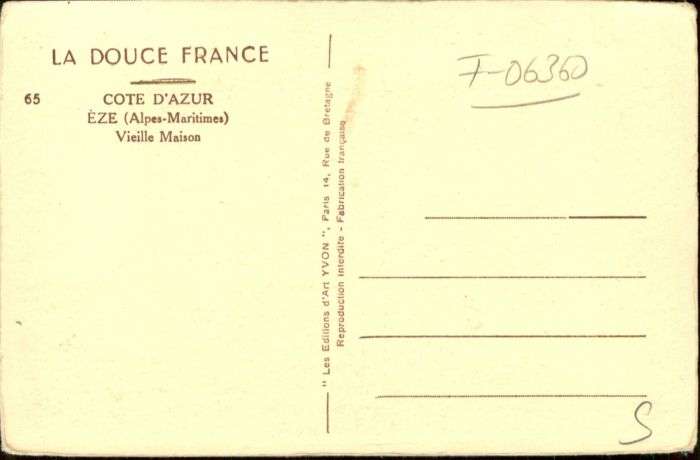 LA DOUCE FRANCE
65
COTE D'AZUR
ÈZE (Alpes-Maritimes)
Vieille Maison
" Les Editions d'Art YVON ", Paris 14, Rue de Bretagne
Reproduction Interdite - Fabrication française
F-06360
S